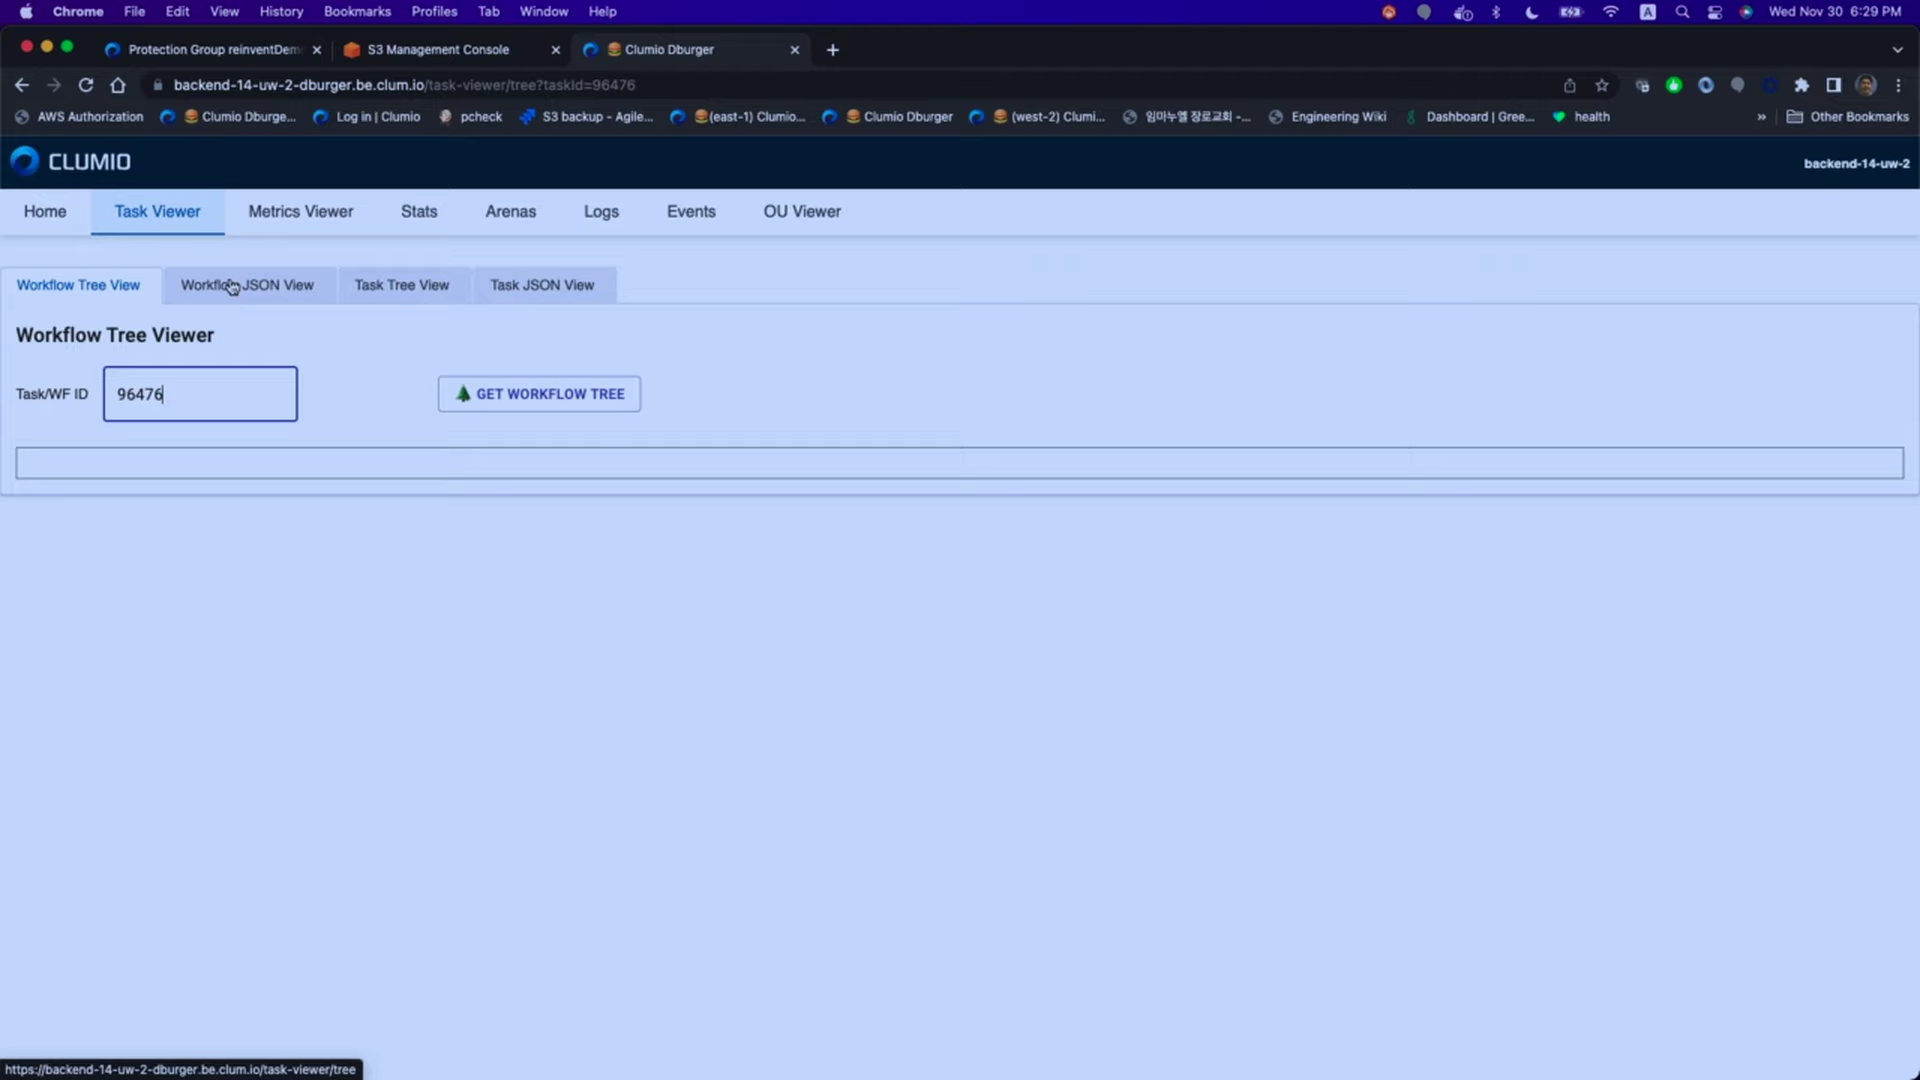 Chrome File Edit View History Bookmarks Profiles Tab Window Help A Wed Nov 30 6:29 PM
Protection Group reinventDem S3 Management Console Clumio Dburger
backend-14-uw-2-dburger.be.clum.io/task-viewer/tree?taskId=96476
AWS Authorization Clumio Dburge... Log in | Clumio pcheck S3 backup - Agile... (east-1) Clumio... Clumio Dburger (west-2) Clumi... 임마누엘 장로교회 -... Engineering Wiki Dashboard | Gree... health » Other Bookmarks
CLUMIO backend-14-uw-2
Home Task Viewer Metrics Viewer Stats Arenas Logs Events OU Viewer
Workflow Tree View Workflow JSON View Task Tree View Task JSON View
Workflow Tree Viewer
Task/WF ID 96476 GET WORKFLOW TREE
https://backend-14-uw-2-dburger.be.clum.io/task-viewer/tree